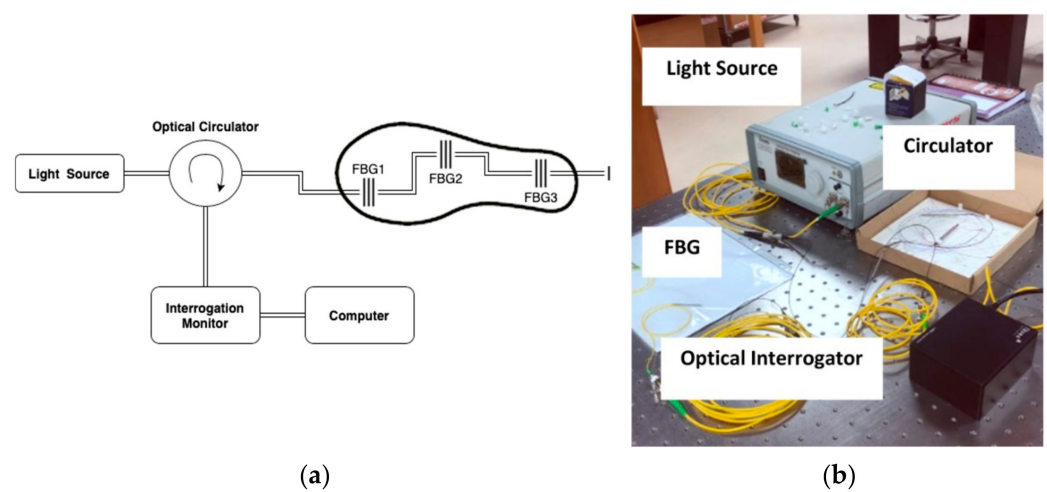 Optical Circulator
Light Source
FBG1
FBG2
FBG3
Interrogation
Monitor
Computer
(a)
Light Source
Circulator
FBG
Optical Interrogator
(b)